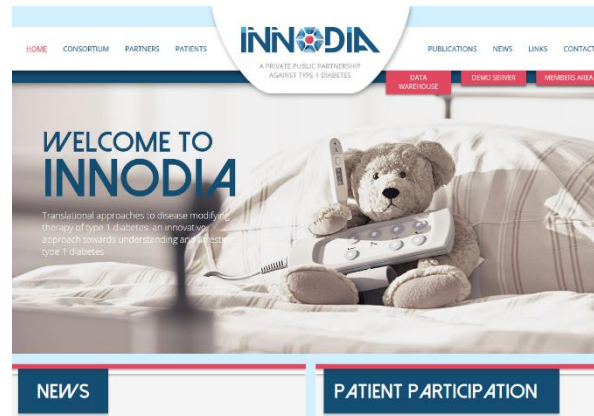 HOME CONSORTIUM PARTNERS PATIENTS
INNODIA
A PRIVATE PUBLIC PARTNERSHIP
AGAINST TYPE 1 DIABETES
PUBLICATIONS NEWS LINKS CONTACT
DATA
WAREHOUSE
DEMO SERVER
MEMBERS AREA
WELCOME TO
INNODIA
Translational approaches to disease modifying
therapy of type 1 diabetes: an innovative
approach towards understanding and arresting
type 1 diabetes
NEWS
PATIENT PARTICIPATION